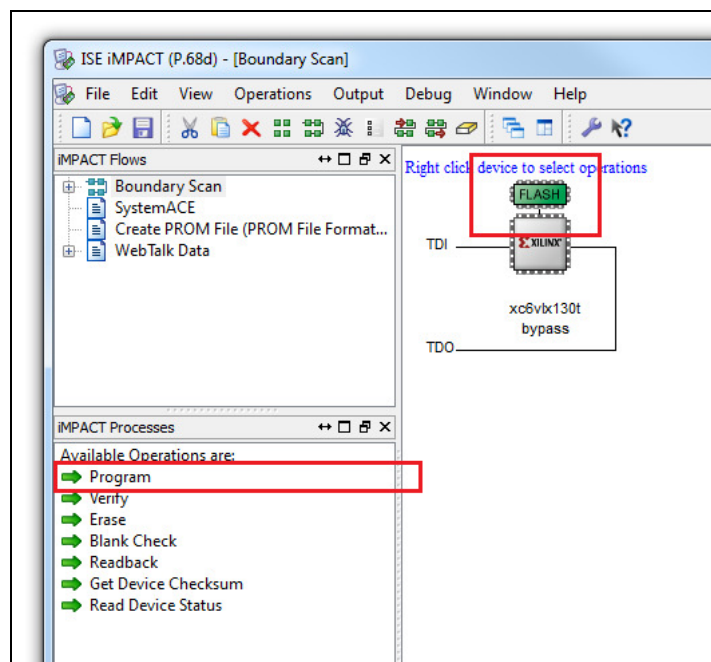 ISE iMPACT (P.68d) - [Boundary Scan]
File Edit View Operations Output Debug Window Help
iMPACT Flows
Boundary Scan
SystemACE
Create PROM File (PROM File Format...
WebTalk Data
Right click device to select operations
FLASH
TDI
XILINX
xc6vlx130t
bypass
TDO
iMPACT Processes
Available Operations are:
Program
Verify
Erase
Blank Check
Readback
Get Device Checksum
Read Device Status